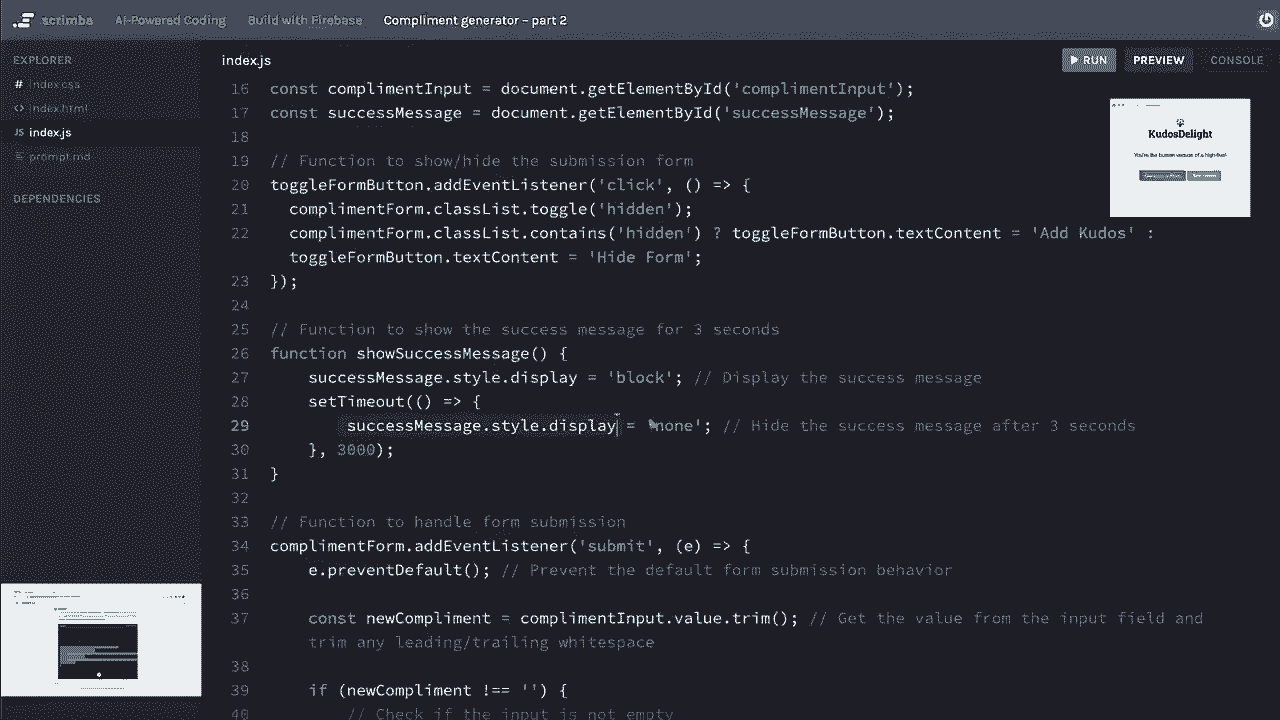 scrimba AI-Powered Coding Build with Firebase Compliment generator – part 2
EXPLORER
# index.css
<> index.html
JS index.js
prompt.md
DEPENDENCIES
index.js
RUN PREVIEW CONSOLE
16 const complimentInput = document.getElementById('complimentInput');
17 const successMessage = document.getElementById('successMessage');
18
19 // Function to show/hide the submission form
20 toggleFormButton.addEventListener('click', () => {
21 complimentForm.classList.toggle('hidden');
22 complimentForm.classList.contains('hidden') ? toggleFormButton.textContent = 'Add Kudos' :
toggleFormButton.textContent = 'Hide Form';
23 });
24
25 // Function to show the success message for 3 seconds
26 function showSuccessMessage() {
27 successMessage.style.display = 'block'; // Display the success message
28 setTimeout(() => {
29 successMessage.style.display = 'none'; // Hide the success message after 3 seconds
30 }, 3000);
31 }
32
33 // Function to handle form submission
34 complimentForm.addEventListener('submit', (e) => {
35 e.preventDefault(); // Prevent the default form submission behavior
36
37 const newCompliment = complimentInput.value.trim(); // Get the value from the input field and
trim any leading/trailing whitespace
38
39 if (newCompliment !== '') {
40 // Check if the input is not empty
KudosDelight
You're the human version of a high-five!